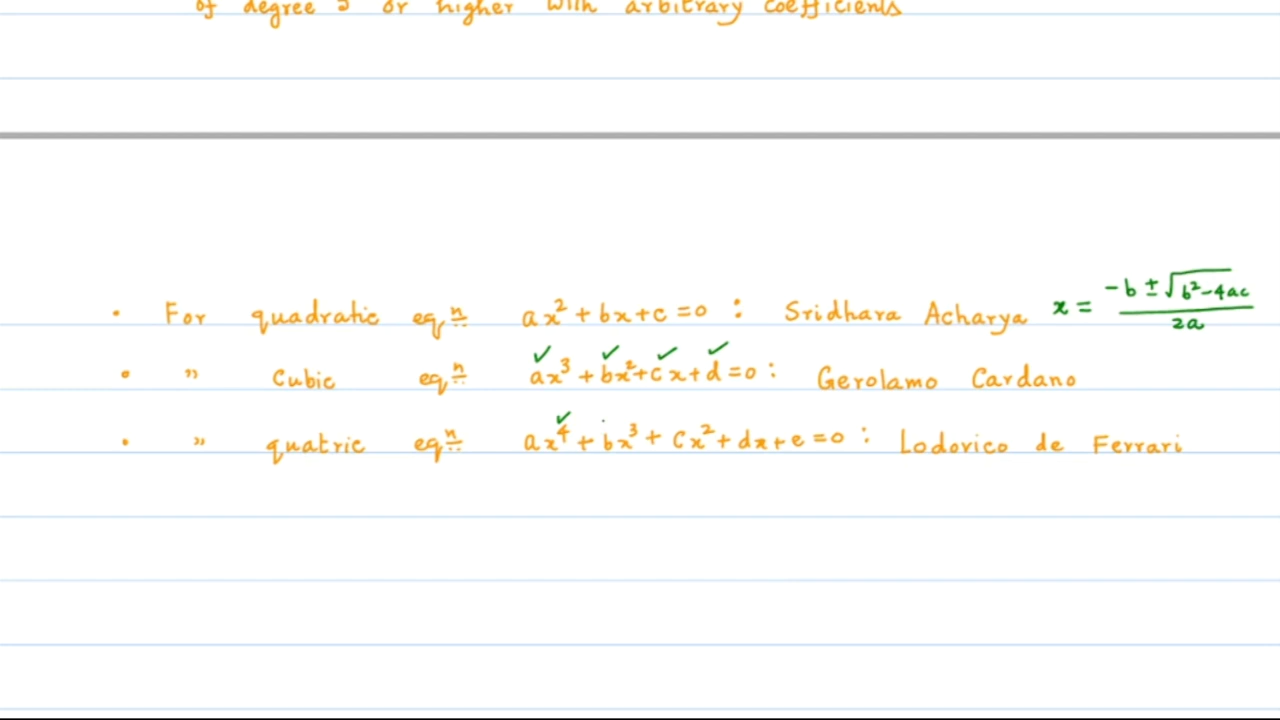 of degree 5 or higher with arbitrary coefficients
• For quadratic eqⁿ ax² + bx + c = 0 : Sridhara Acharya x = (-b ± √(b²-4ac))/2a
• " Cubic eqⁿ ax³ + bx² + cx + d = 0 : Gerolamo Cardano
• " quatric eqⁿ ax⁴ + bx³ + cx² + dx + e = 0 : Lodovico de Ferrari